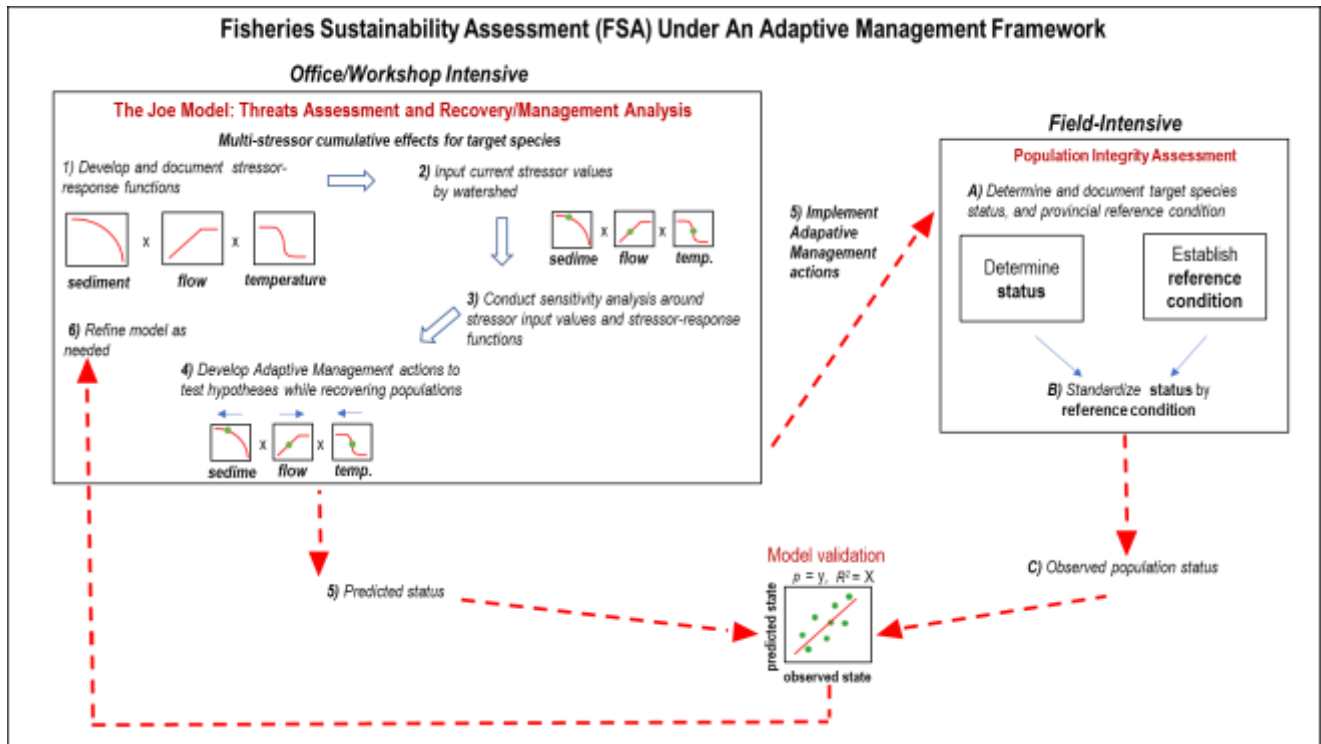 Fisheries Sustainability Assessment (FSA) Under An Adaptive Management Framework
Office/Workshop Intensive
The Joe Model: Threats Assessment and Recovery/Management Analysis
Multi-stressor cumulative effects for target species
1) Develop and document stressor-
response functions
x
x
sediment
flow
temperature
2) Input current stressor values
by watershed
x
x
sedime
flow
temp.
3) Conduct sensitivity analysis around
stressor input values and stressor-response
functions
6) Refine model as
needed
4) Develop Adaptive Management actions to
test hypotheses while recovering populations
x
x
sedime
flow
temp.
5) Implement
Adapative
Management
actions
Field-Intensive
Population Integrity Assessment
A) Determine and document target species
status, and provincial reference condition
Determine
status
Establish
reference
condition
B) Standardize status by
reference condition
C) Observed population status
5) Predicted status
Model validation
p = y, R² = X
predicted state
observed state